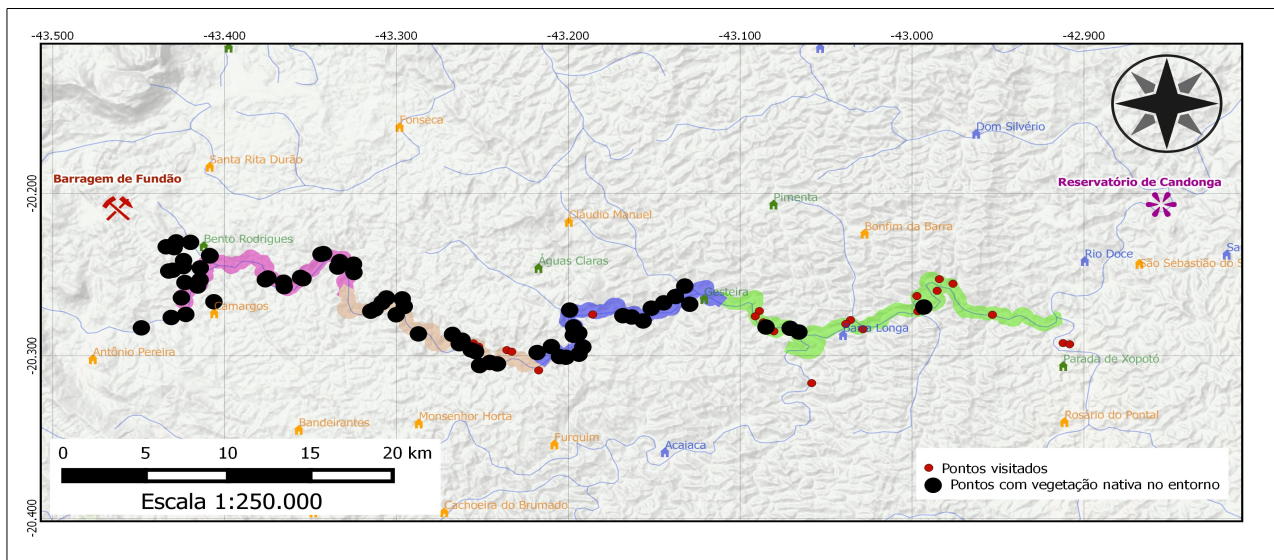 -43.500 -43.400 -43.300 -43.200 -43.100 -43.000 -42.900
Fonseca
Dom Silvério
Santa Rita Durão
Barragem de Fundão
Reservatório de Candonga
-20.200
Pimenta
Cláudio Manuel
Bonfim da Barra
Bento Rodrigues
Águas Claras
Rio Doce
São Sebastião do S
Sa
Gesteira
Camargos
Barra Longa
-20.300
Antônio Pereira
Parada de Xopotó
Monsenhor Horta
Rosário do Pontal
Bandeirantes
Furquim
Acaiaca
0 5 10 15 20 km
Escala 1:250.000
Pontos visitados
Pontos com vegetação nativa no entorno
Cachoeira do Brumado
-20.400